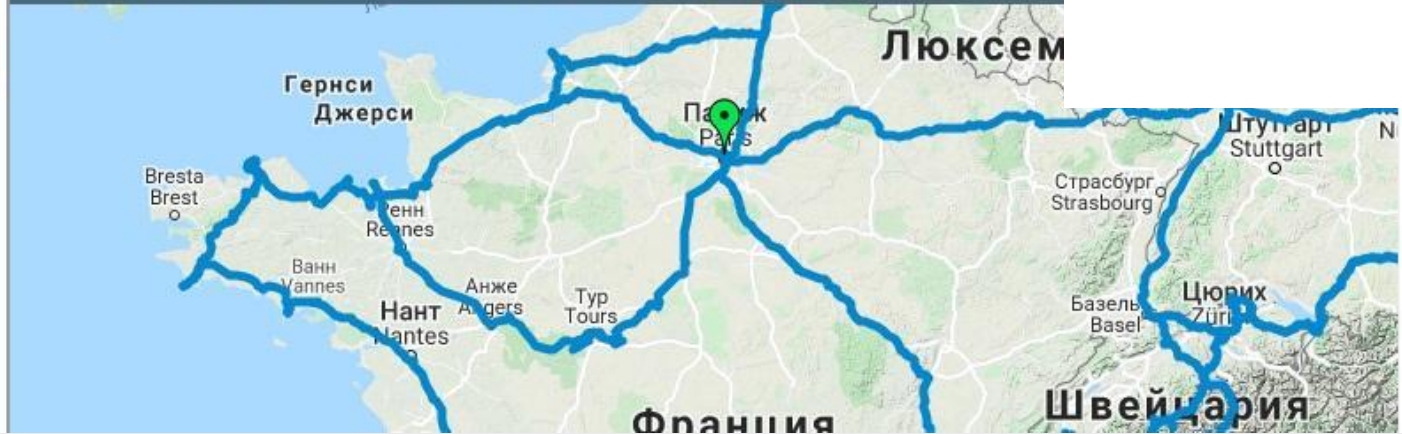 Люксем
Гернси
Джерси
Paris
Штутгарт
Stuttgart
Bresta
Brest
Страсбург
Strasbourg
Ренн
Rennes
Ванн
Vannes
Анже
Angers
Тур
Tours
Нант
Nantes
Базель
Basel
Цюрих
Züri
Швейцария
Франция